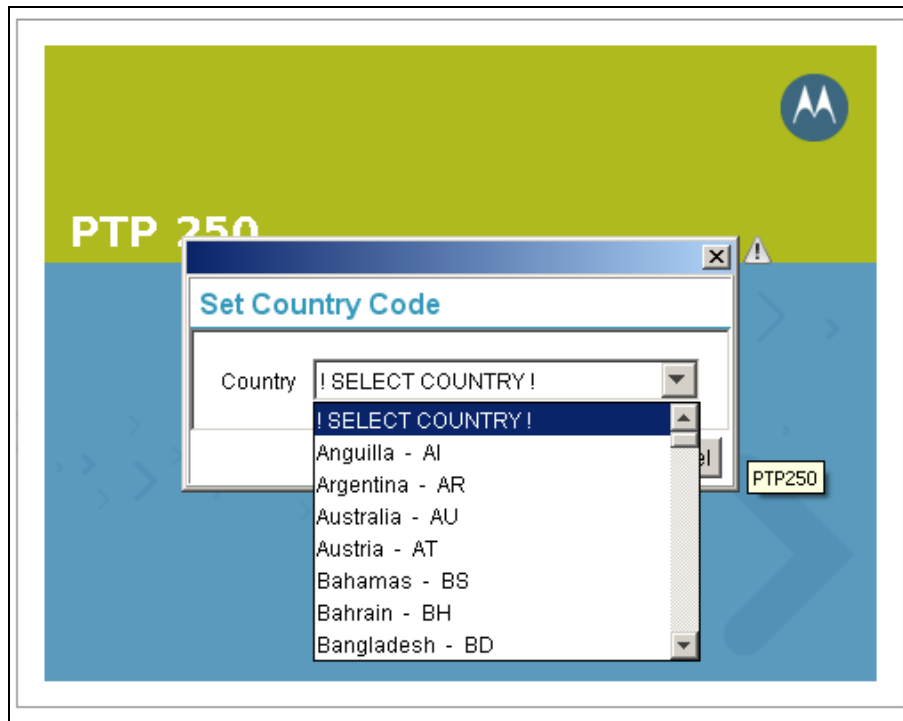 PTP 250
Set Country Code
Country ! SELECT COUNTRY !
! SELECT COUNTRY !
Anguilla - AI
Argentina - AR
Australia - AU
Austria - AT
Bahamas - BS
Bahrain - BH
Bangladesh - BD
el
PTP250